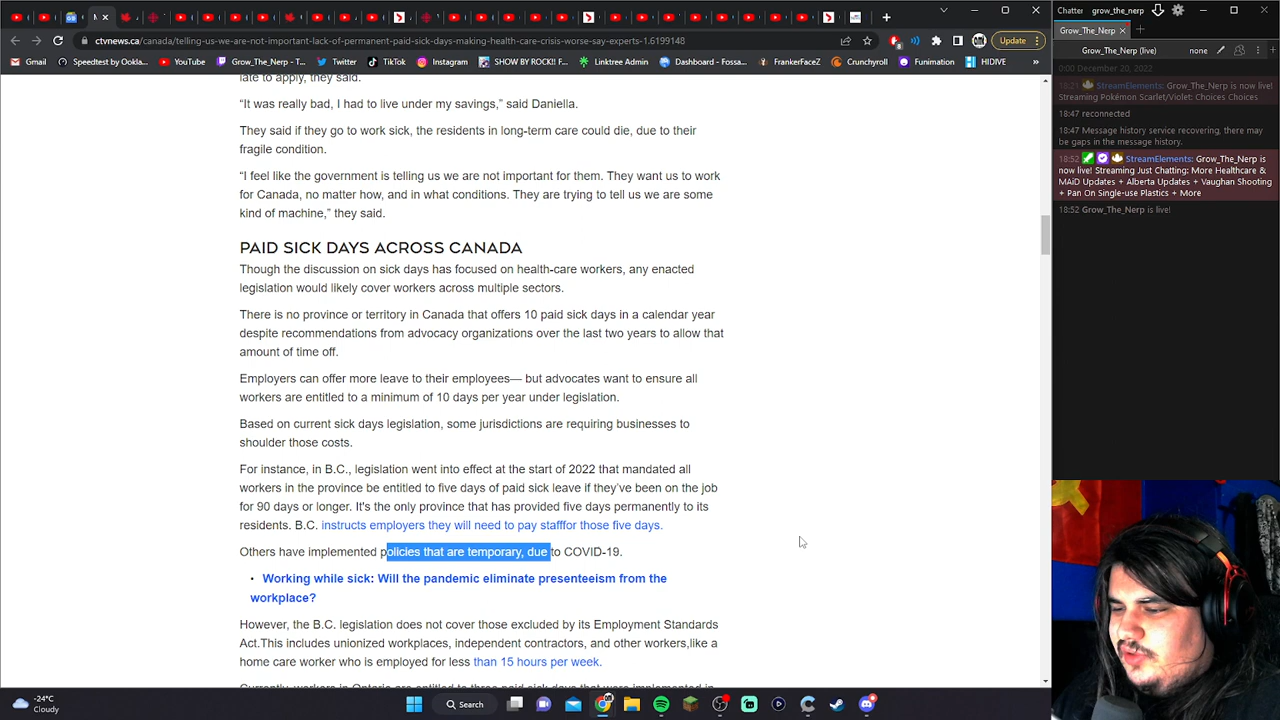 M
Chatter
grow_the_nerp
Update
Grow_The_Nerp
ctvnews.ca/canada/telling-us-we-are-not-important-lack-of-permanent-paid-sick-days-making-health-care-crisis-worse-say-experts-1.6199148
Grow_The_Nerp (live)
none
Gmail
Speedtest by Ookla...
YouTube
Grow_The_Nerp - T...
Twitter
TikTok
Instagram
SHOW BY ROCK!! F...
Linktree Admin
Dashboard - Fossa...
FrankerFaceZ
Crunchyroll
Funimation
HIDIVE
0:00 December 20, 2022
late to apply, they said.
18:21 StreamElements: Grow_The_Nerp is now live!
Streaming Pokémon Scarlet/Violet: Choices Choices
“It was really bad, I had to live under my savings,” said Daniella.
18:47 reconnected
They said if they go to work sick, the residents in long-term care could die, due to their
fragile condition.
18:47 Message history service recovering, there may
be gaps in the message history.
18:52 StreamElements: Grow_The_Nerp is
now live! Streaming Just Chatting: More Healthcare &
MAiD Updates + Alberta Updates + Vaughan Shooting
+ Pan On Single-use Plastics + More
18:52 Grow_The_Nerp is live!
“I feel like the government is telling us we are not important for them. They want us to work
for Canada, no matter how, and in what conditions. They are trying to tell us we are some
kind of machine,” they said.
PAID SICK DAYS ACROSS CANADA
Though the discussion on sick days has focused on health-care workers, any enacted
legislation would likely cover workers across multiple sectors.
There is no province or territory in Canada that offers 10 paid sick days in a calendar year
despite recommendations from advocacy organizations over the last two years to allow that
amount of time off.
Employers can offer more leave to their employees— but advocates want to ensure all
workers are entitled to a minimum of 10 days per year under legislation.
Based on current sick days legislation, some jurisdictions are requiring businesses to
shoulder those costs.
For instance, in B.C., legislation went into effect at the start of 2022 that mandated all
workers in the province be entitled to five days of paid sick leave if they’ve been on the job
for 90 days or longer. It's the only province that has provided five days permanently to its
residents. B.C. instructs employers they will need to pay stafffor those five days.
Others have implemented policies that are temporary, due to COVID-19.
• Working while sick: Will the pandemic eliminate presenteeism from the
workplace?
However, the B.C. legislation does not cover those excluded by its Employment Standards
Act.This includes unionized workplaces, independent contractors, and other workers,like a
home care worker who is employed for less than 15 hours per week.
Currently, workers in Ontario are entitled to three paid sick days that were implemented in
-24°C
Cloudy
Search